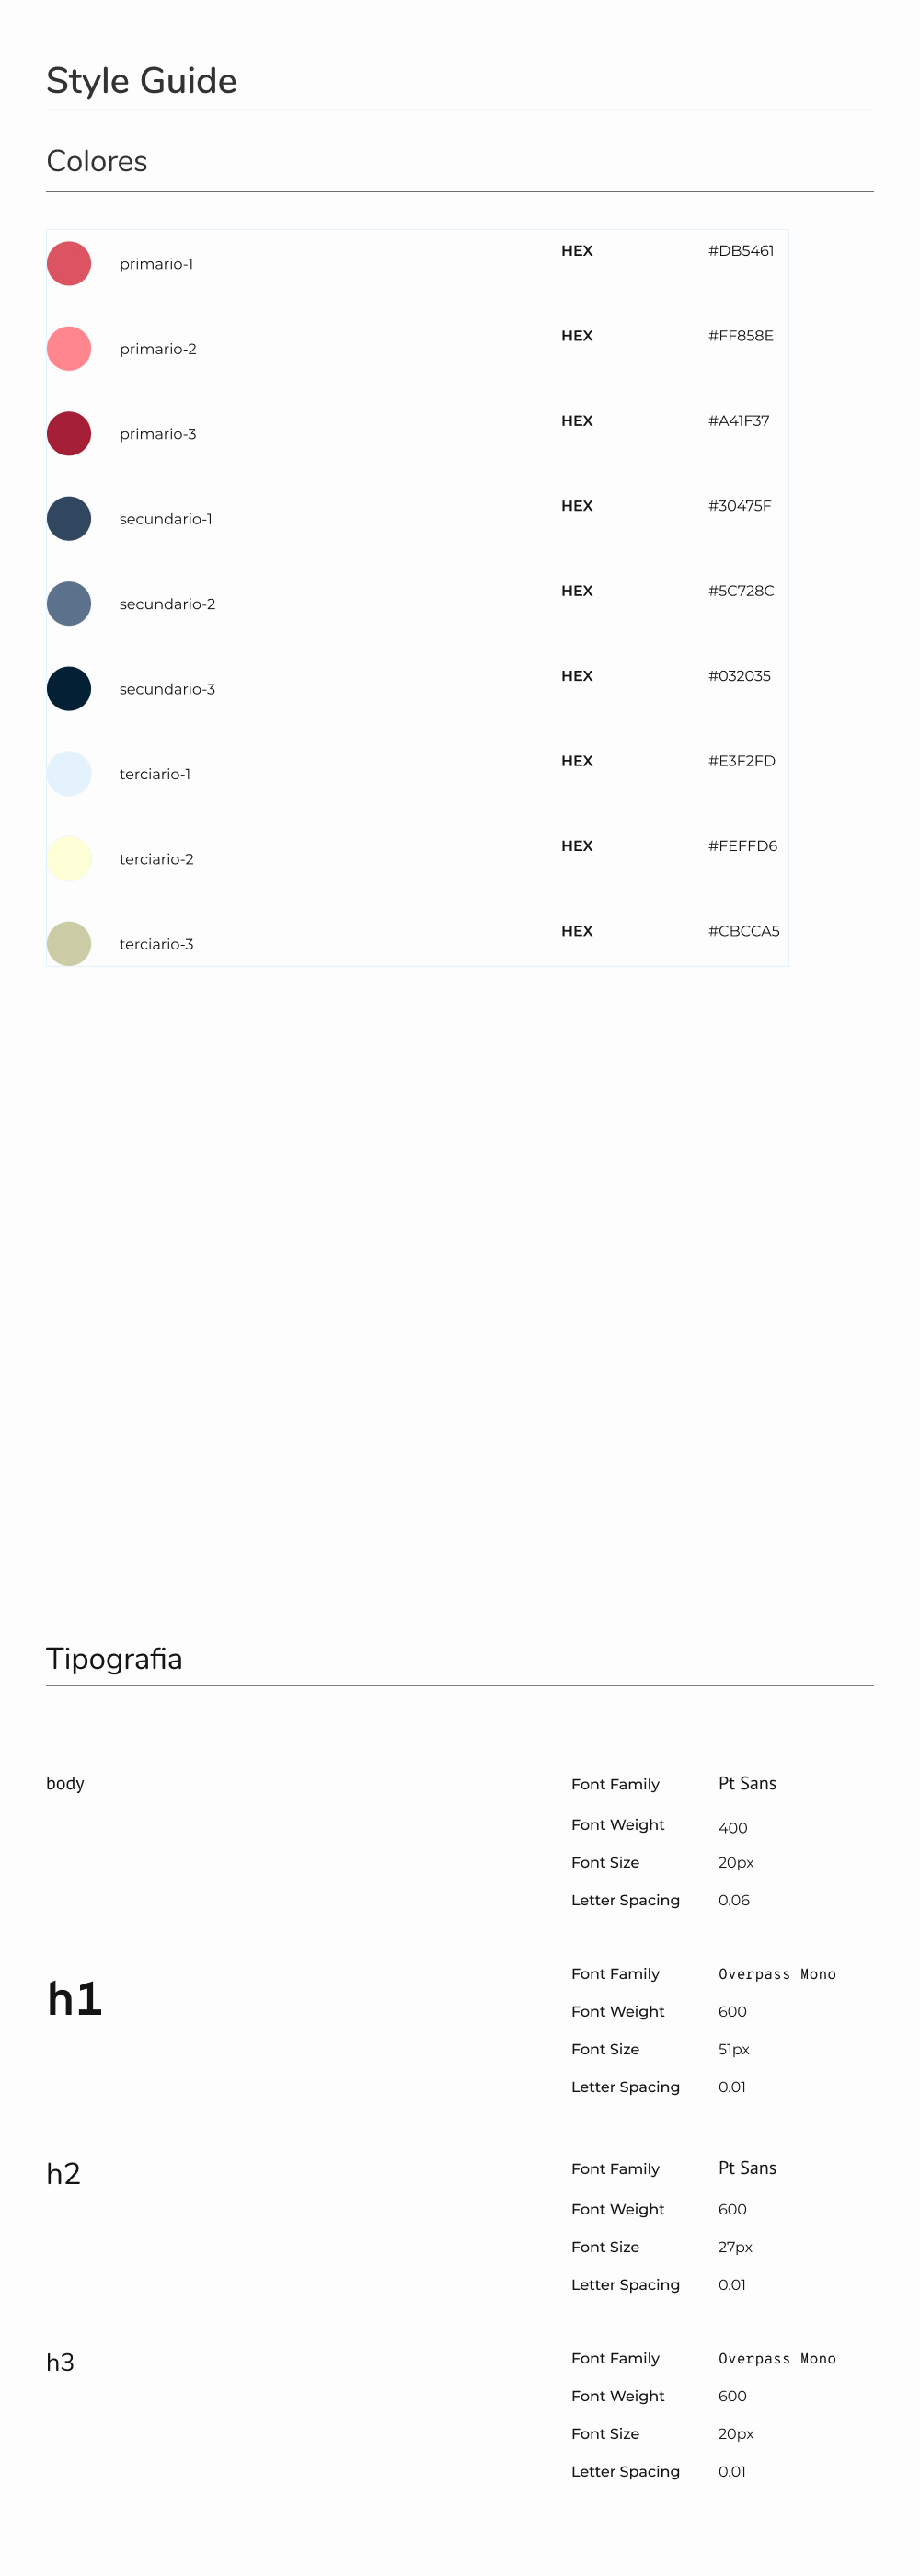 Style Guide
Colores
primario-1 HEX #DB5461
primario-2 HEX #FF858E
primario-3 HEX #A41F37
secundario-1 HEX #30475F
secundario-2 HEX #5C728C
secundario-3 HEX #032035
terciario-1 HEX #E3F2FD
terciario-2 HEX #FEFFD6
terciario-3 HEX #CBCCA5
Tipografia
body Font Family Pt Sans
Font Weight 400
Font Size 20px
Letter Spacing 0.06
h1 Font Family Overpass Mono
Font Weight 600
Font Size 51px
Letter Spacing 0.01
h2 Font Family Pt Sans
Font Weight 600
Font Size 27px
Letter Spacing 0.01
h3 Font Family Overpass Mono
Font Weight 600
Font Size 20px
Letter Spacing 0.01